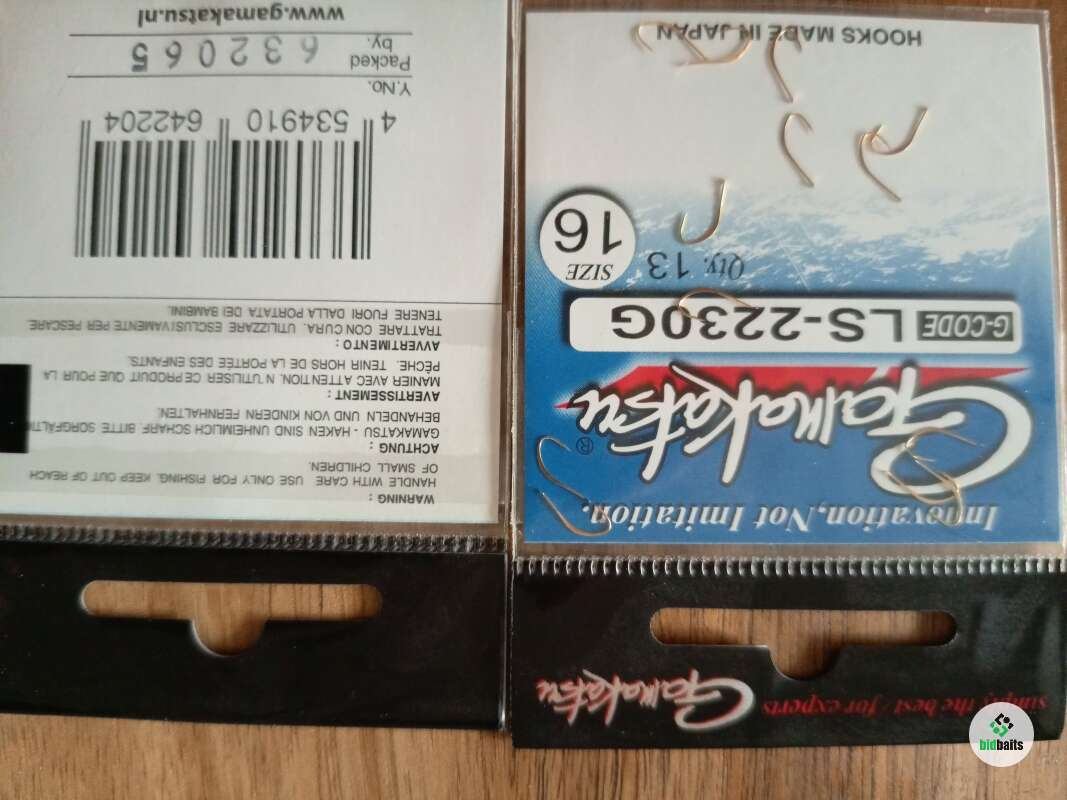 WARNING :
HANDLE WITH CARE. USE ONLY FOR FISHING. KEEP OUT OF REACH
OF SMALL CHILDREN.
ACHTUNG :
GAMAKATSU - HAKEN SIND UNHEIMLICH SCHARF. BITTE SORGFÄLTIG
BEHANDELN UND VON KINDERN FERNHALTEN.
AVERTISSEMENT :
MANIER AVEC ATTENTION. N'UTILISER CE PRODUIT QUE POUR LA
PÊCHE. TENIR HORS DE LA PORTÉE DES ENFANTS.
AVVERTIMENTO :
TRATTARE CON CURA. UTILIZZARE ESCLUSIVAMENTE PER PESCARE.
TENERE FUORI DALLA PORTATA DEI BAMBINI.
4 534910 642204
Y.No.
Packed by. 632065
www.gamakatsu.nl
simply the best / for experts Gamakatsu
Innovation, Not Imitation.
Gamakatsu®
G-CODE LS-2230G
Qty. 13
SIZE
16
HOOKS MADE IN JAPAN
bidbaits